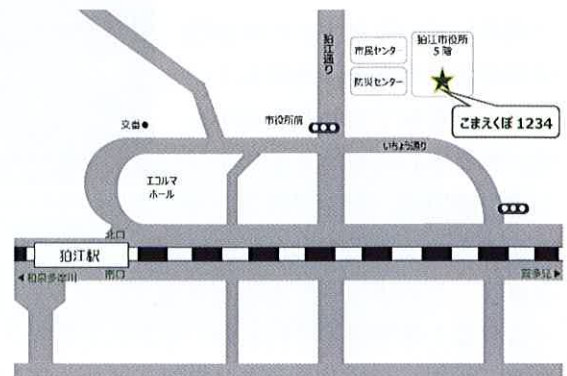 狛江通り
市民センター
防災センター
狛江市役所
5階
こまえくぼ 1234
交番
市役所前
いちょう通り
エコルマ
ホール
北口
狛江駅
南口
◀和泉多摩川
喜多見▶